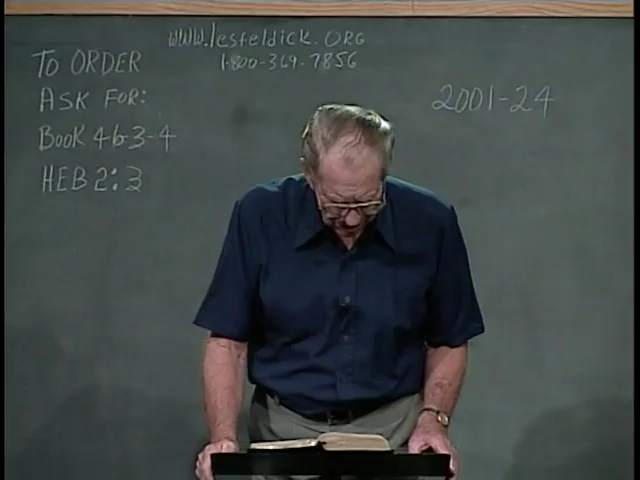 www.lesfeldick.ORG
1-800-369-7856
TO ORDER
ASK FOR:
BooK 46-3-4
HEB 2:3
2001-24